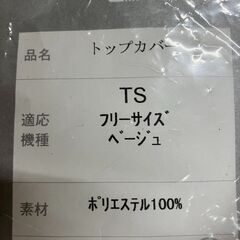 品名 トップカバー
TS
適応 フリーサイズ
機種 ベージュ
素材 ポリエステル100%